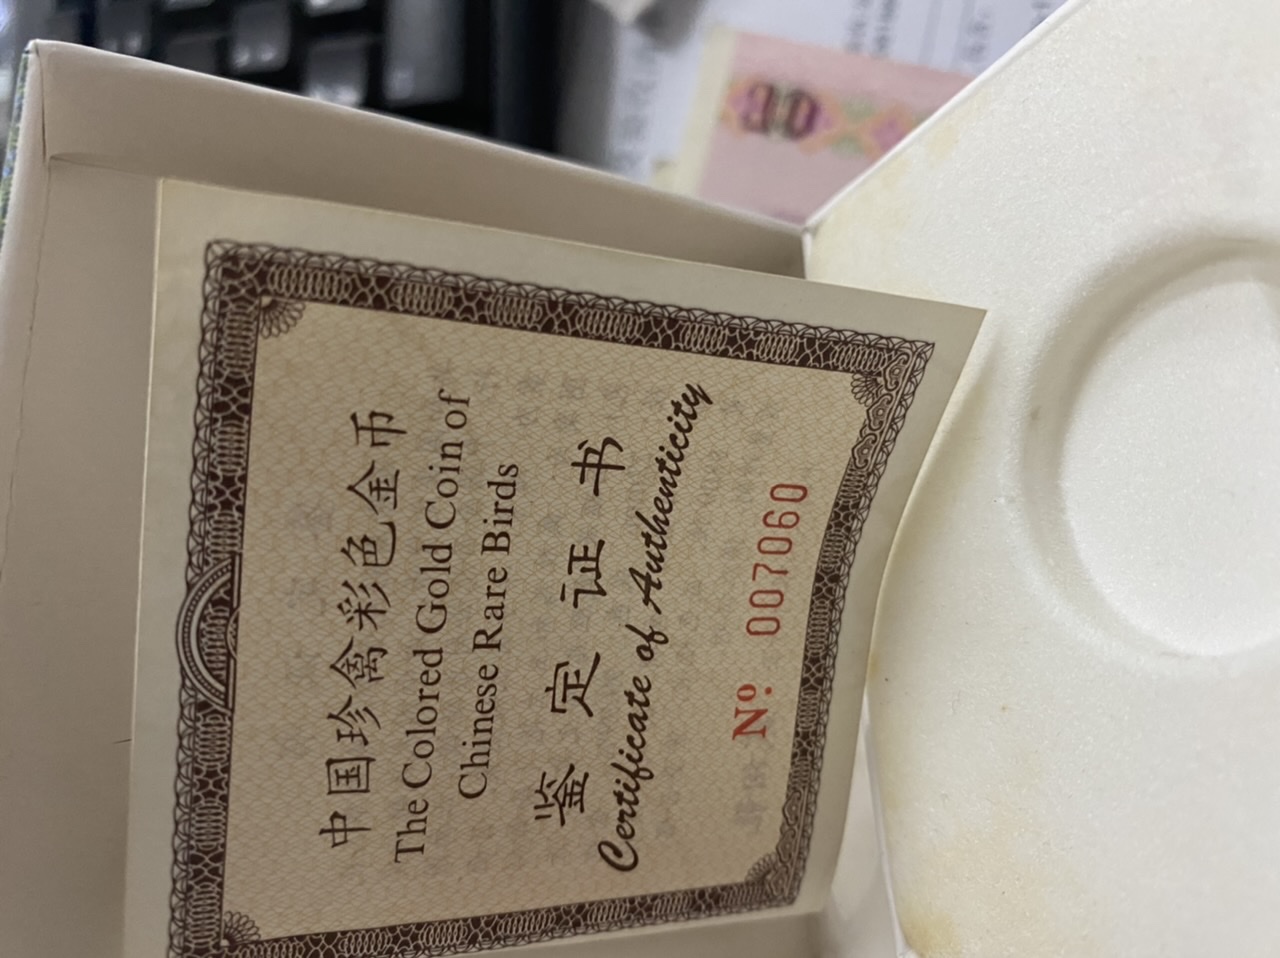 中国珍禽彩色金币
The Colored Gold Coin of
Chinese Rare Birds
鉴定证书
Certificate of Authenticity
Nº: 007060